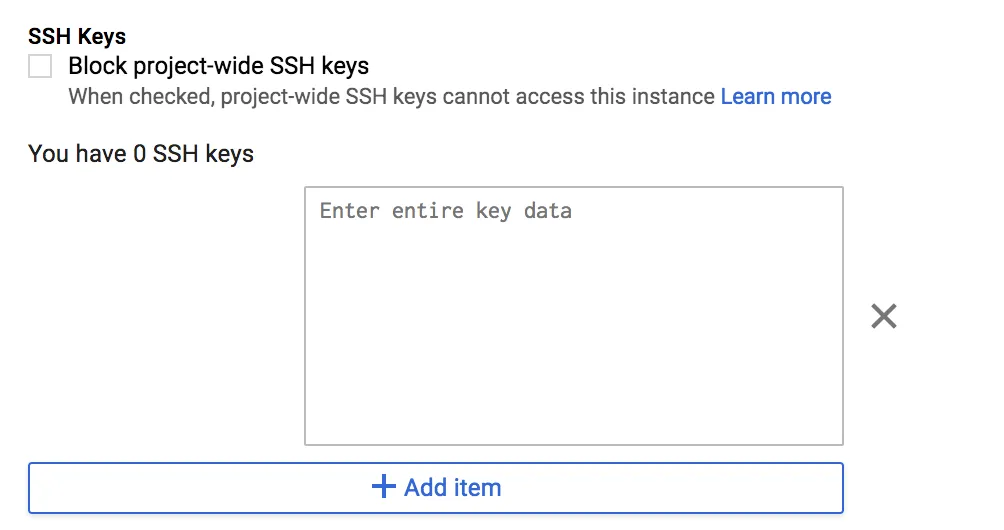 SSH Keys
Block project-wide SSH keys
When checked, project-wide SSH keys cannot access this instance Learn more
You have 0 SSH keys
Enter entire key data
Add item